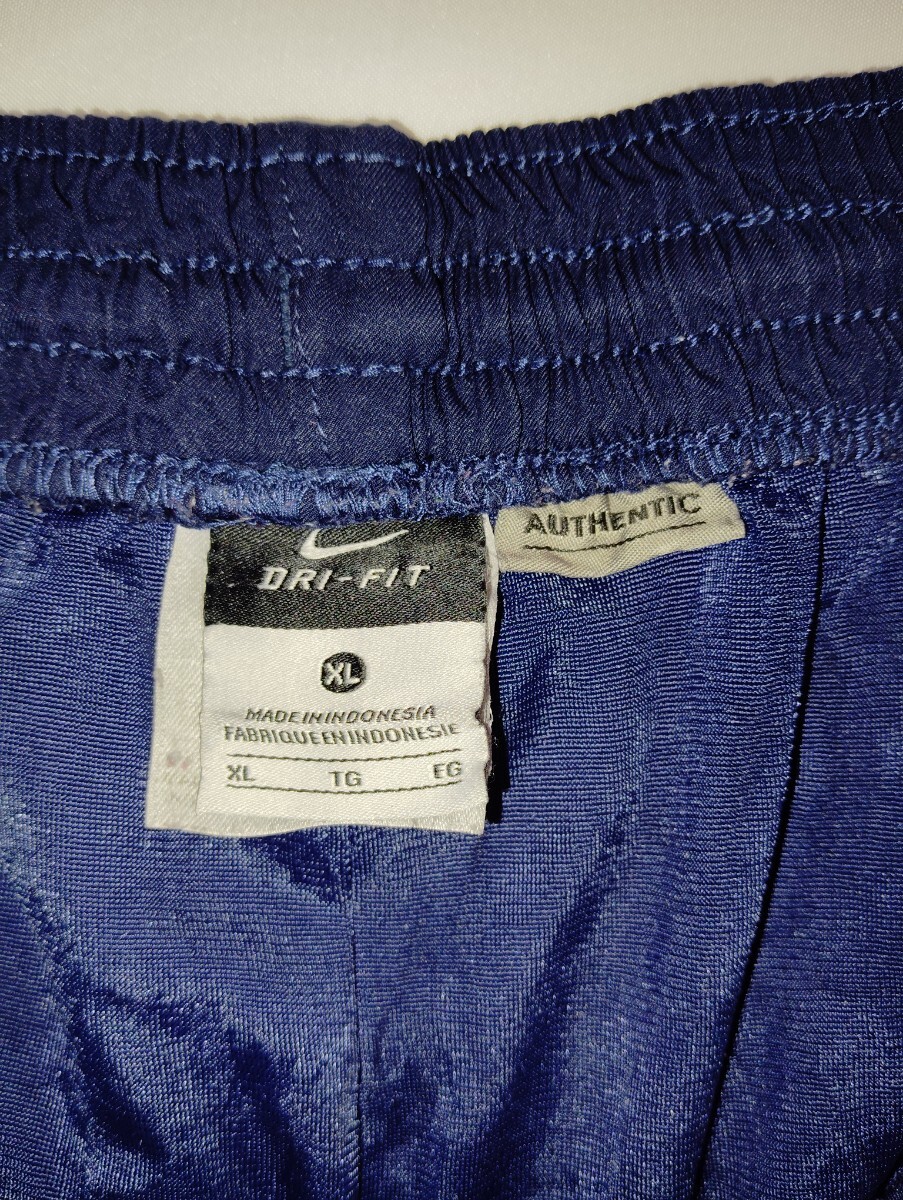 DRI-FIT
AUTHENTIC
XL
MADE IN INDONESIA
FABRIQUE EN INDONESIE
XL TG EG